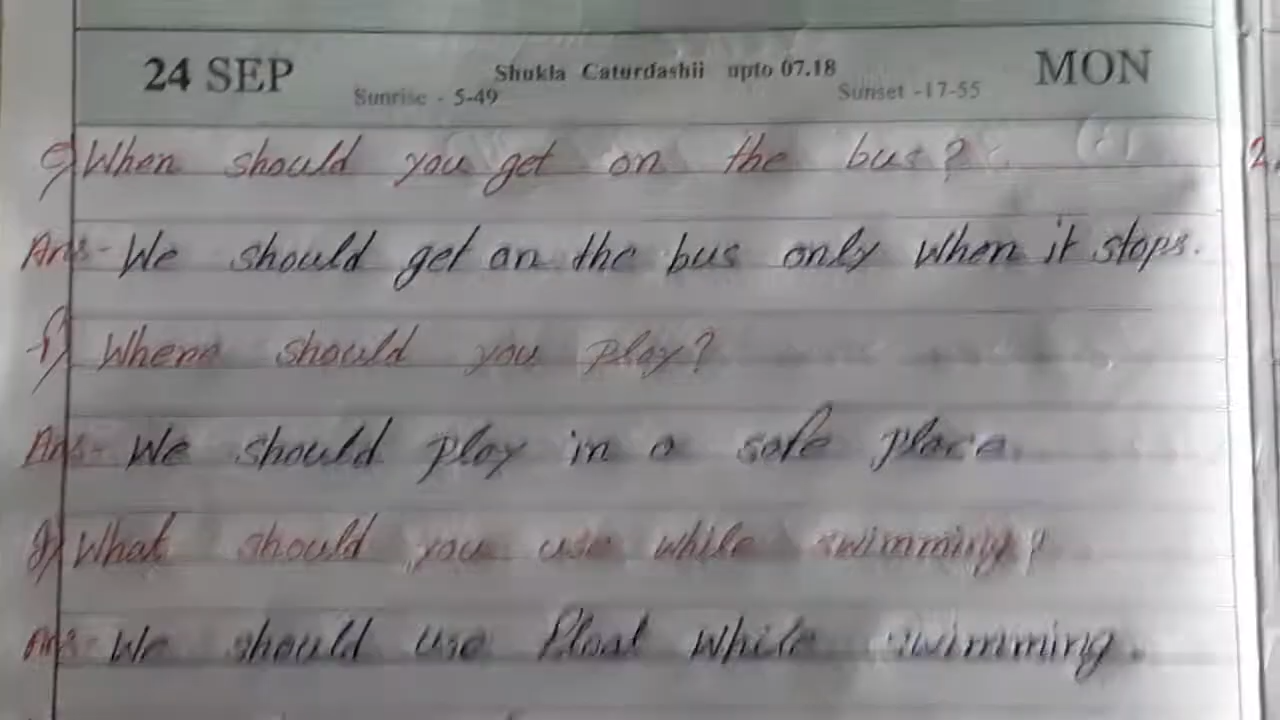 24 SEP Shukla Caturdashii upto 07.18 MON
Sunrise - 5-49 Sunset -17-55
e) When should you get on the bus?
Ans- We should get on the bus only when it stops.
f) Where should you play?
Ans- We should play in a safe place.
g) What should you use while swimming?
Ans- We should use float while swimming.
2.